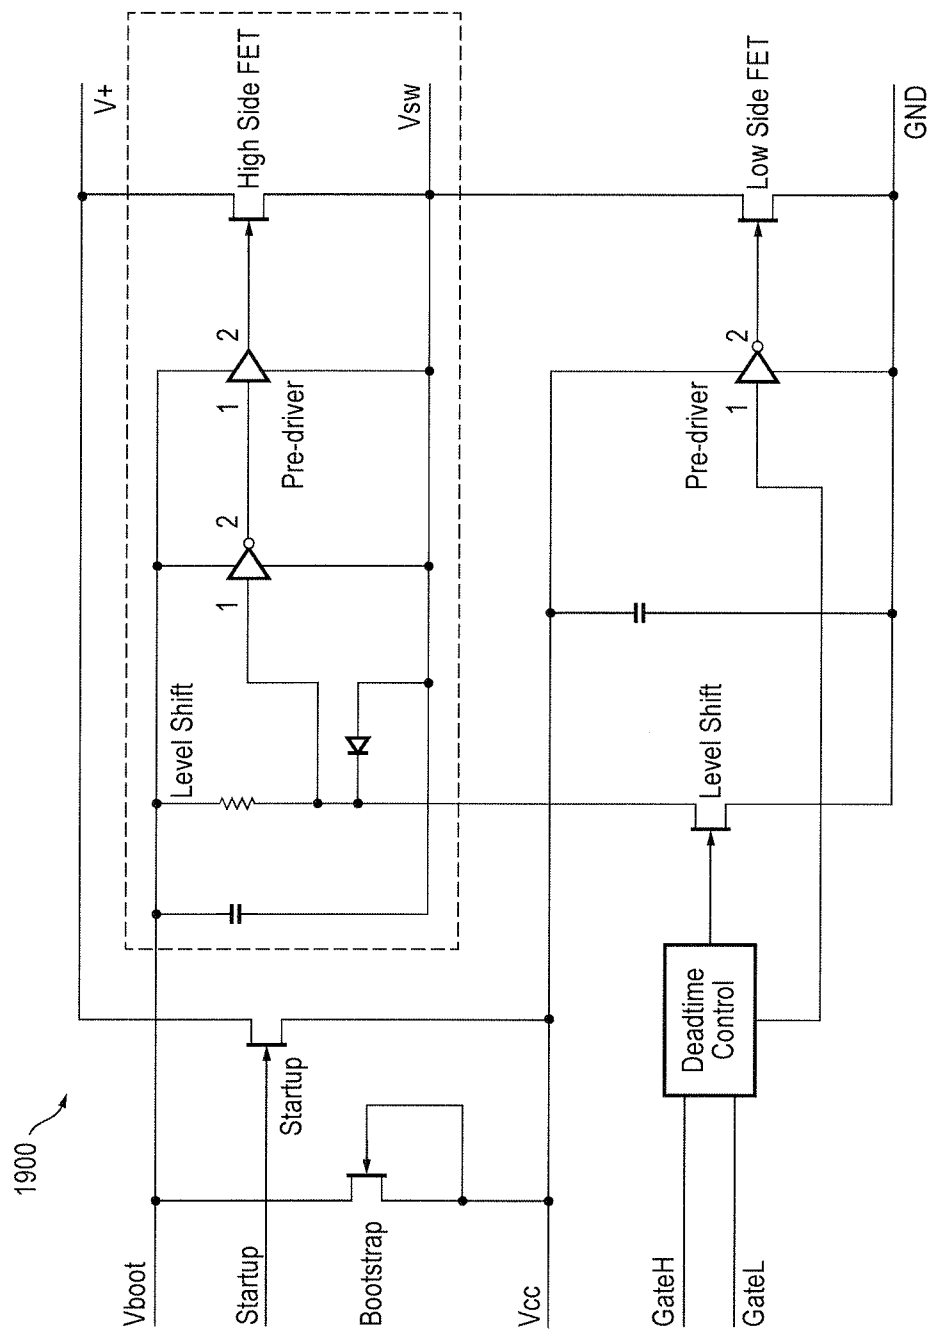 1900
Vboot
Startup
Bootstrap
Vcc
GateH
GateL
Startup
Deadtime
Control
Level Shift
Level Shift
1
2
1
2
Pre-driver
1
2
Pre-driver
V+
High Side FET
Vsw
Low Side FET
GND